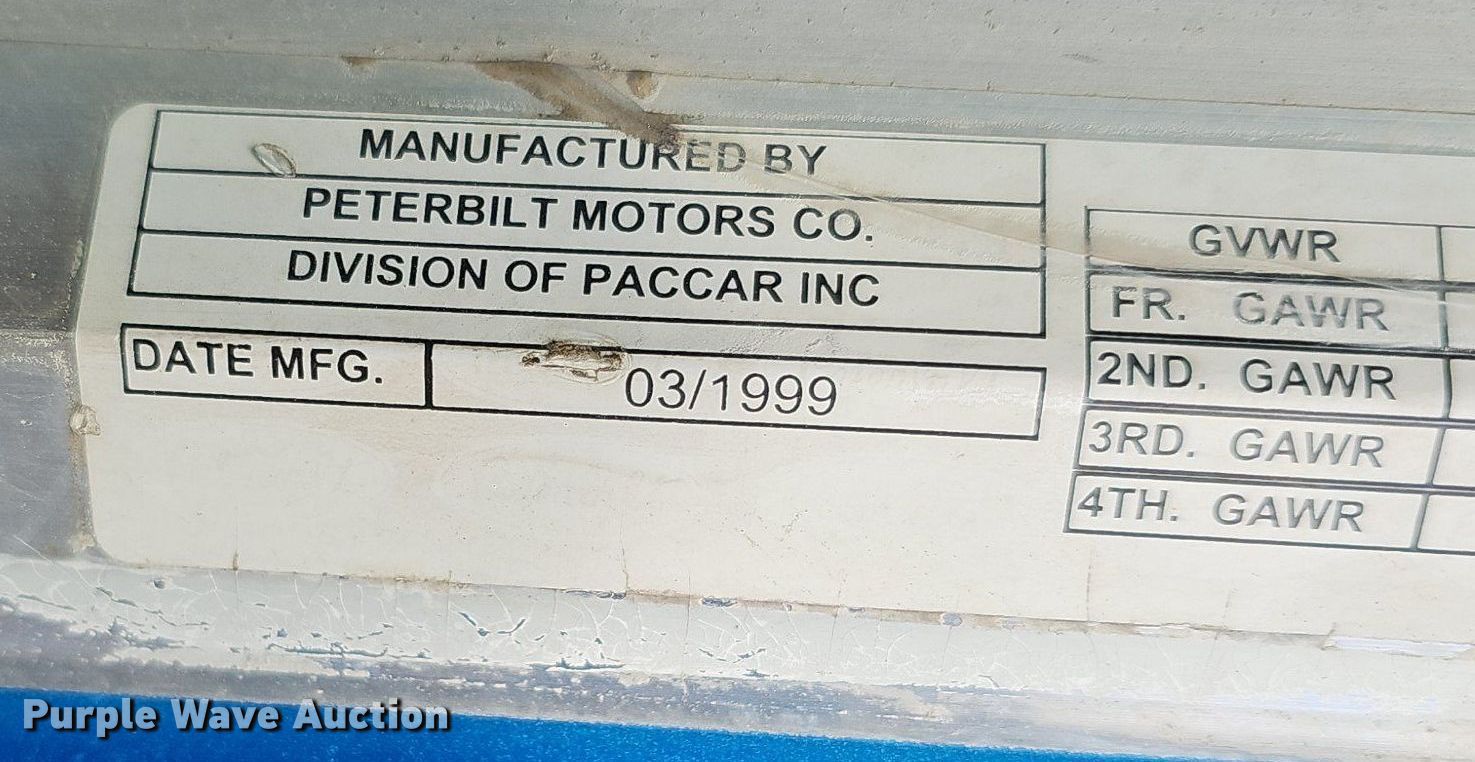 MANUFACTURED BY
PETERBILT MOTORS CO.
DIVISION OF PACCAR INC
DATE MFG. 03/1999
GVWR
FR. GAWR
2ND. GAWR
3RD. GAWR
4TH. GAWR
Purple Wave Auction